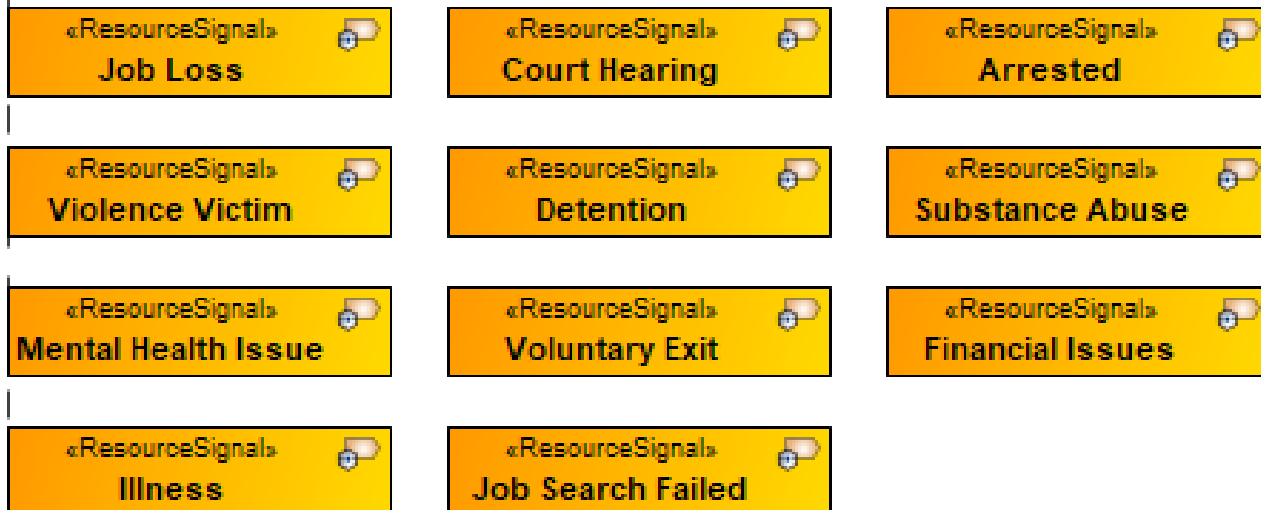 «ResourceSignal»
Job Loss
«ResourceSignal»
Court Hearing
«ResourceSignal»
Arrested
«ResourceSignal»
Violence Victim
«ResourceSignal»
Detention
«ResourceSignal»
Substance Abuse
«ResourceSignal»
Mental Health Issue
«ResourceSignal»
Voluntary Exit
«ResourceSignal»
Financial Issues
«ResourceSignal»
Illness
«ResourceSignal»
Job Search Failed